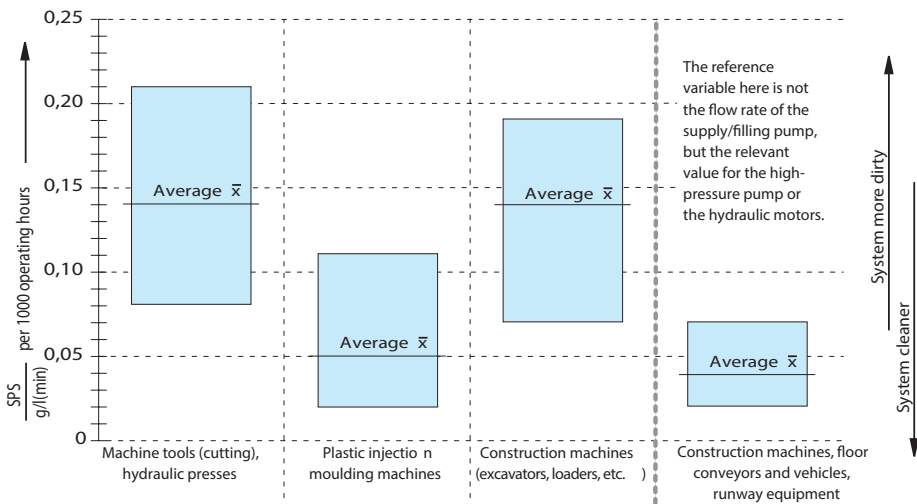 0,25
0,20
0,15
0,10
0,05
0
SPS
g/l(min)
per 1000 operating hours
Average x̅
Average x̅
Average x̅
Average x̅
The reference
variable here is not
the flow rate of the
supply/filling pump,
but the relevant
value for the high-
pressure pump or
the hydraulic motors.
System more dirty
System cleaner
Machine tools (cutting),
hydraulic presses
Plastic injectio n
moulding machines
Construction machines
(excavators, loaders, etc. )
Construction machines, floor
conveyors and vehicles,
runway equipment